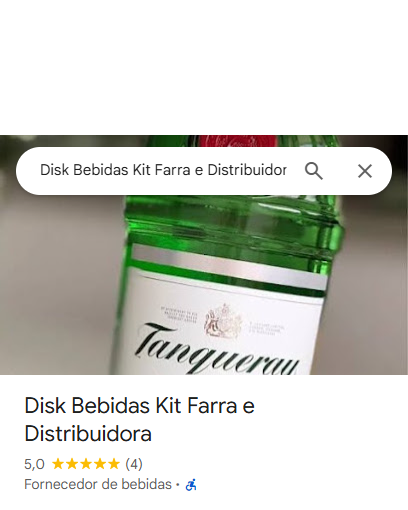 Disk Bebidas Kit Farra e Distribuidor
Tanqueray
Disk Bebidas Kit Farra e
Distribuidora
5,0 ★★★★★ (4)
Fornecedor de bebidas ·